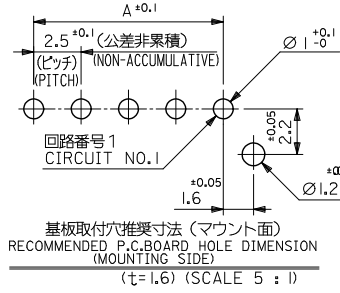 A±0.1
2.5±0.1 (公差非累積)
(ピッチ) (NON-ACCUMULATIVE)
(PITCH)
∅1 +0.1 -0
回路番号1
CIRCUIT NO.1
2.2±0.05
1.6±0.05
∅1.2
基板取付穴推奨寸法 (マウント面)
RECOMMENDED P.C.BOARD HOLE DIMENSION
(MOUNTING SIDE)
(t=1.6) (SCALE 5 : 1)